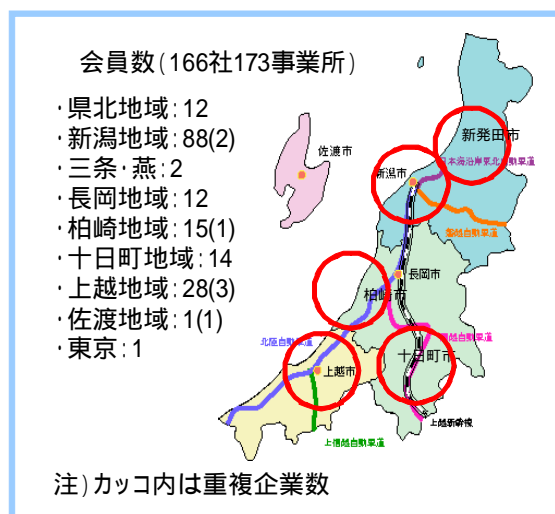 会員数(166社173事業所)
・県北地域:12
・新潟地域:88(2)
・三条・燕:2
・長岡地域:12
・柏崎地域:15(1)
・十日町地域:14
・上越地域:28(3)
・佐渡地域:1(1)
・東京:1
新発田市
佐渡市
日本海沿岸東北自動車道
新潟市
磐越自動車道
長岡市
柏崎市
北陸自動車道
関越自動車道
十日町市
上越市
上越新幹線
上信越自動車道
注)カッコ内は重複企業数